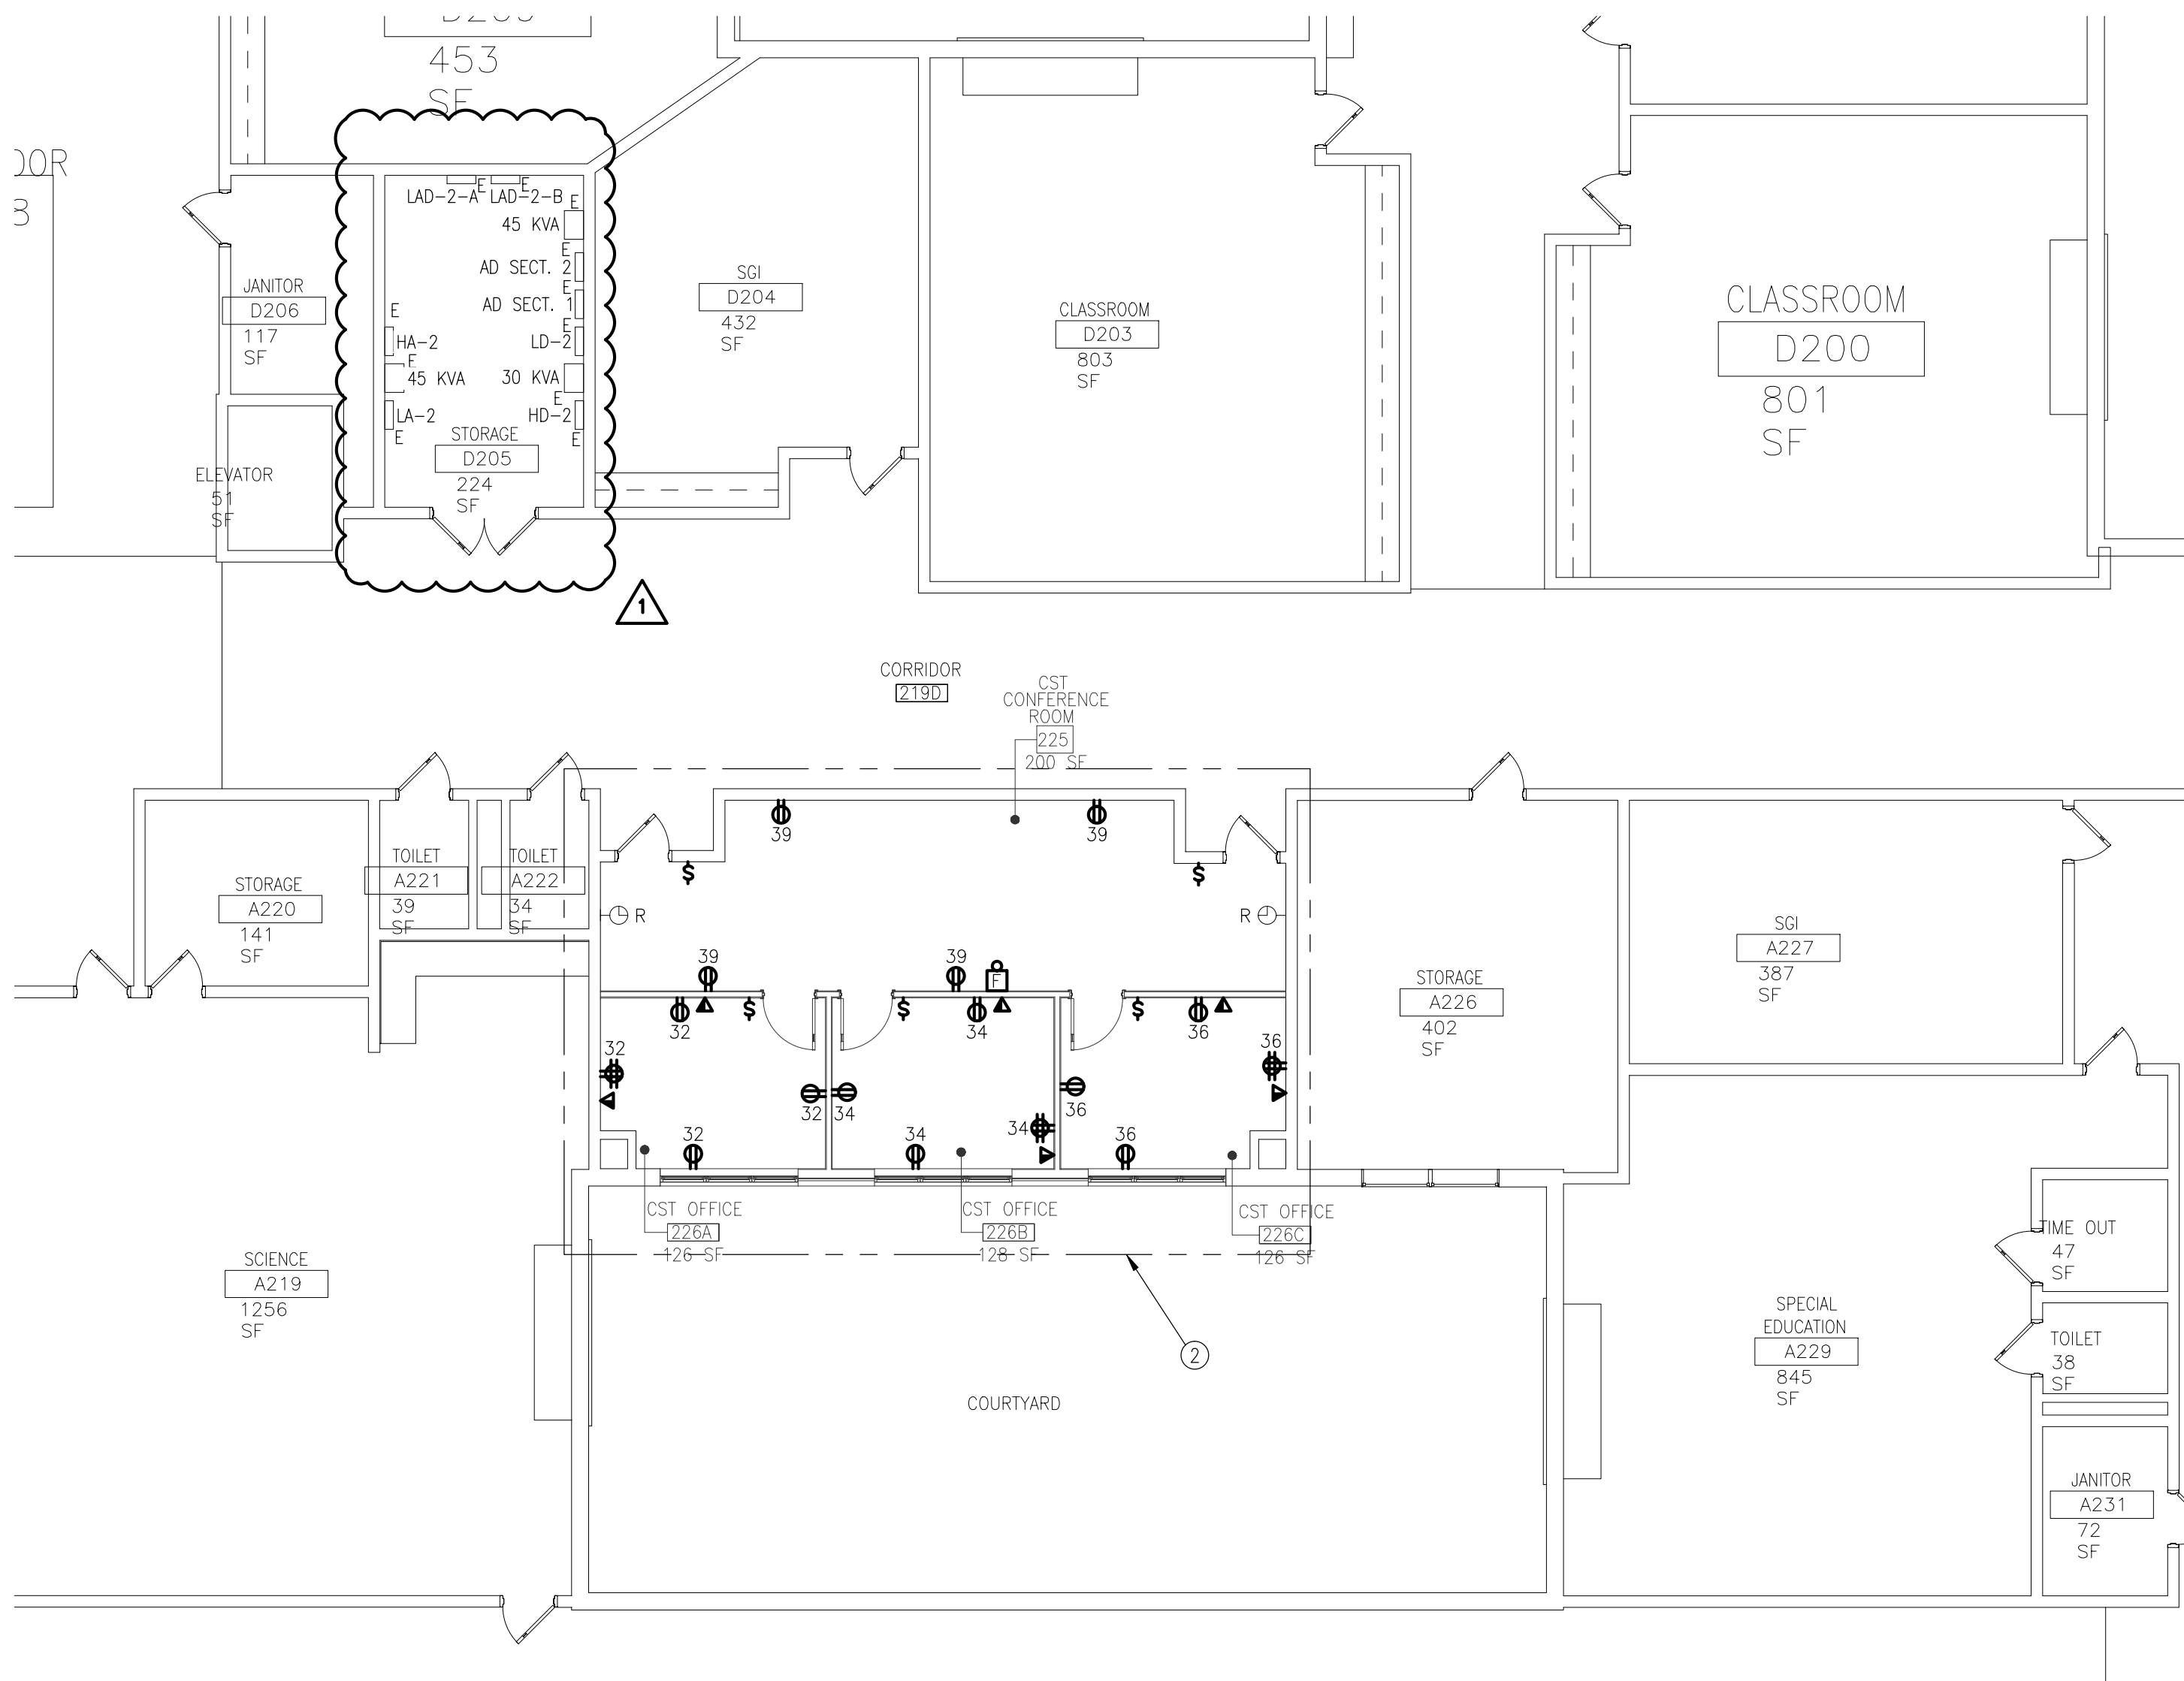 453
SF
LAD-2-A E LAD-2-B E
E
45 KVA
E
AD SECT. 2
E
AD SECT. 1
E
LD-2
E
HA-2
E
45 KVA
30 KVA
E
LA-2
E
HD-2
E
STORAGE
D205
224
SF
JANITOR
D206
117
SF
ELEVATOR
51
SF
SGI
D204
432
SF
CLASSROOM
D203
803
SF
CLASSROOM
D200
801
SF
1
CORRIDOR
219D
CST
CONFERENCE
ROOM
225
200 SF
39
39
$
$
R
R
39
39
F
TOILET
A221
39
SF
TOILET
A222
34
SF
STORAGE
A220
141
SF
32
$
$
34
$
36
32
36
32
34
36
34
32
34
36
STORAGE
A226
402
SF
SGI
A227
387
SF
CST OFFICE
226A
126 SF
CST OFFICE
226B
128 SF
CST OFFICE
226C
126 SF
2
SCIENCE
A219
1256
SF
COURTYARD
SPECIAL
EDUCATION
A229
845
SF
TIME OUT
47
SF
TOILET
38
SF
JANITOR
A231
72
SF